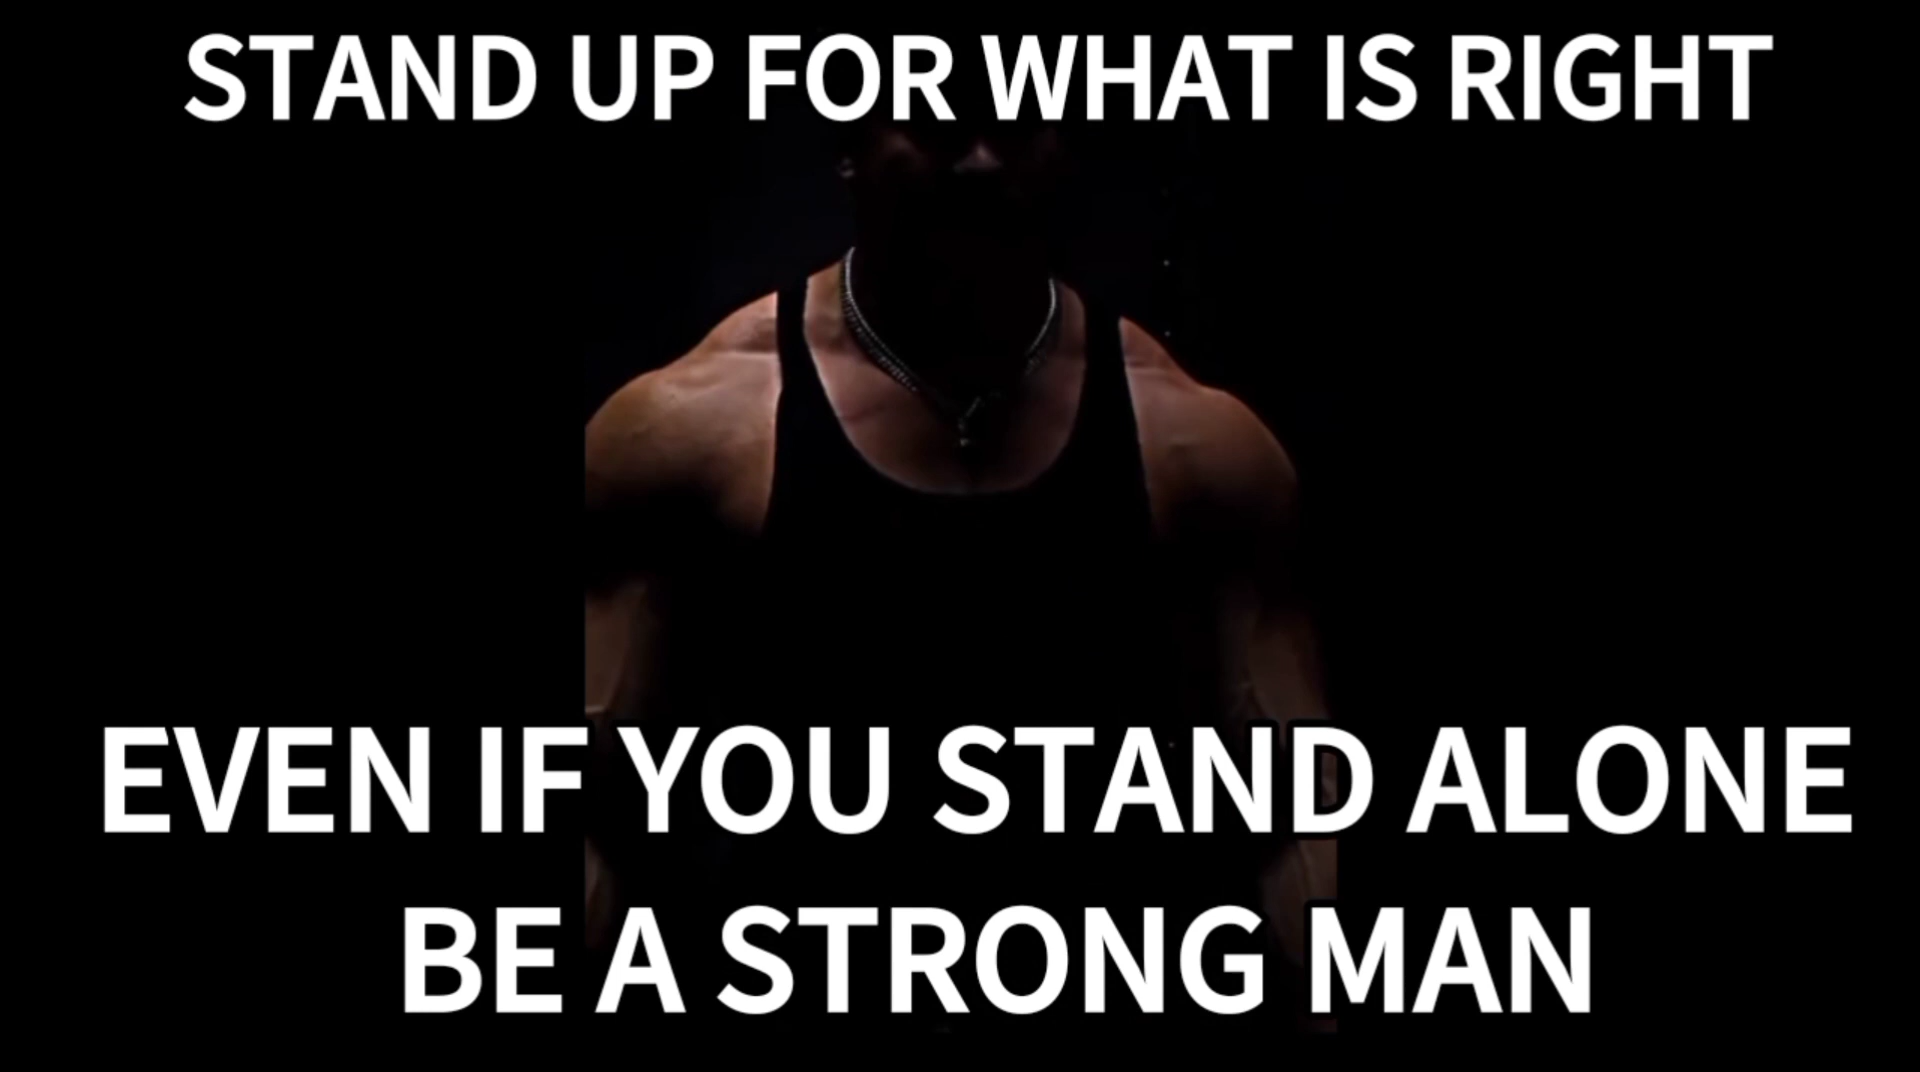 STAND UP FOR WHAT IS RIGHT
EVEN IF YOU STAND ALONE
BE A STRONG MAN